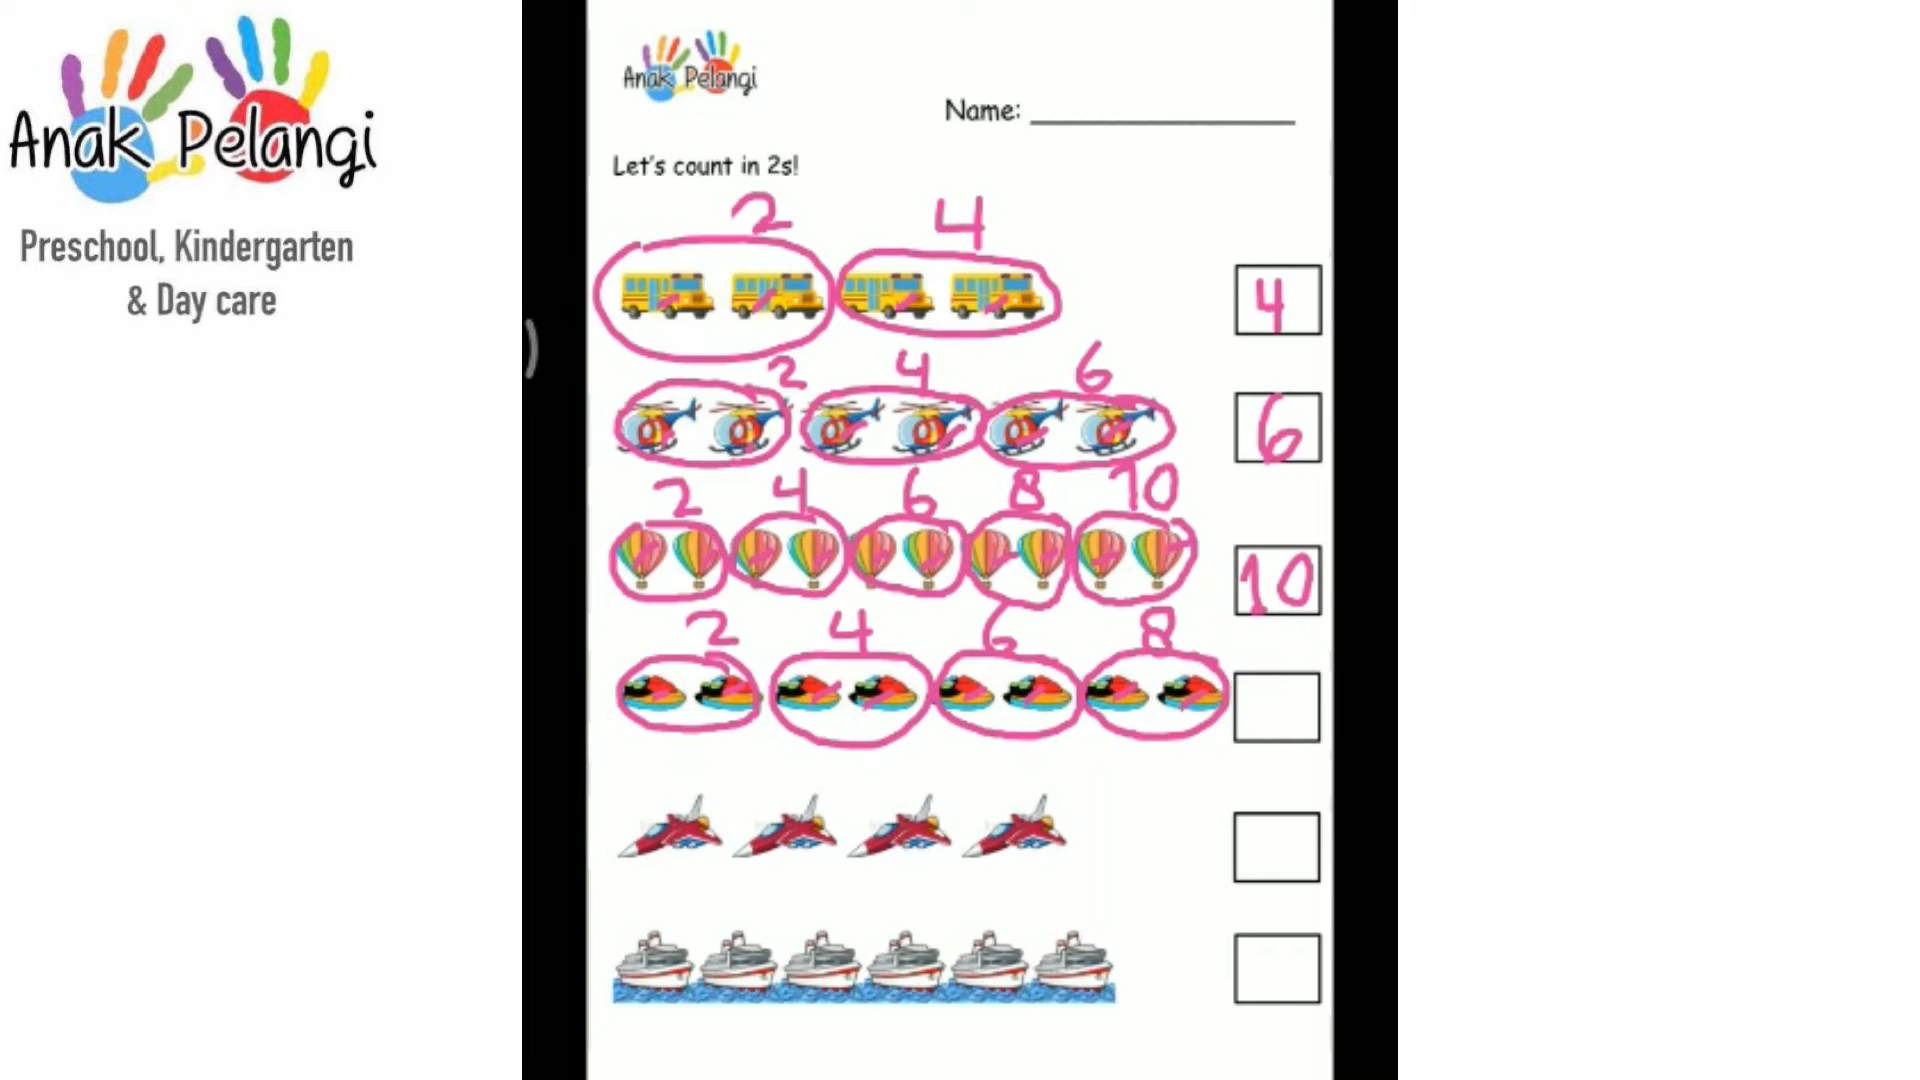 Anak Pelangi
Preschool, Kindergarten
& Day care
Anak Pelangi
Name:
Let's count in 2s!
2 4
4
2 4 6
6
2 4 6 8 10
10
2 4 6 8